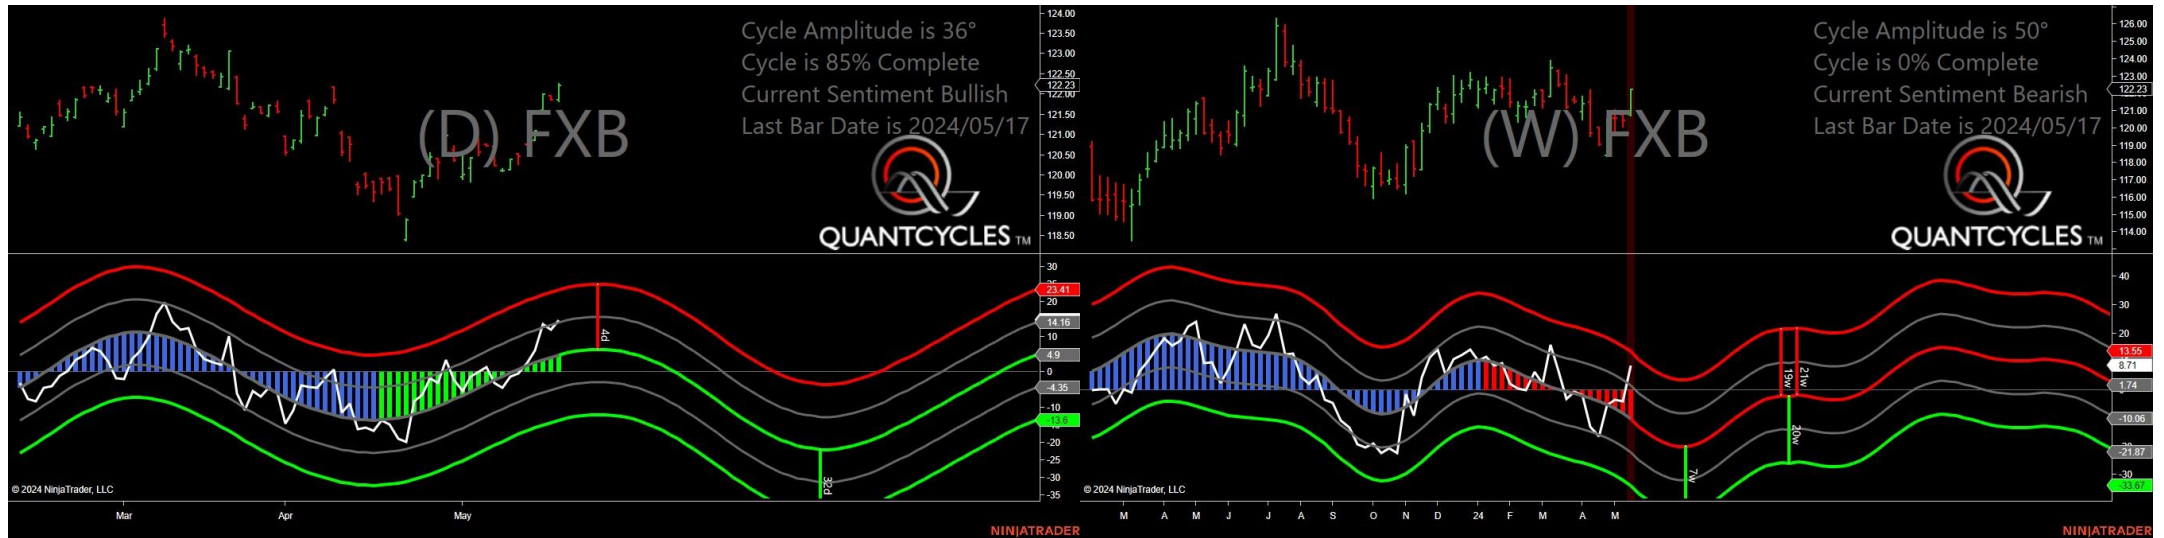 Cycle Amplitude is 36°
Cycle is 85% Complete
Current Sentiment Bullish
Last Bar Date is 2024/05/17
(D) FXB
QUANTCYCLES TM
124.00
123.50
123.00
122.50
122.23
122.00
121.50
121.00
120.50
120.00
119.50
119.00
118.50
30
23.41
20
14.16
10
4.9
0
-4.35
-10
-13.6
-20
-25
-30
-35
4d
32d
© 2024 NinjaTrader, LLC
Mar Apr May
NINJATRADER
Cycle Amplitude is 50°
Cycle is 0% Complete
Current Sentiment Bearish
Last Bar Date is 2024/05/17
(W) FXB
QUANTCYCLES TM
126.00
125.00
124.00
123.00
122.23
121.00
120.00
119.00
118.00
117.00
116.00
115.00
114.00
40
30
20
13.55
8.71
1.74
-10.06
-21.87
-30
-33.67
19w
21w
20w
7w
© 2024 NinjaTrader, LLC
M A M J J A S O N D 24 F M A M
NINJATRADER